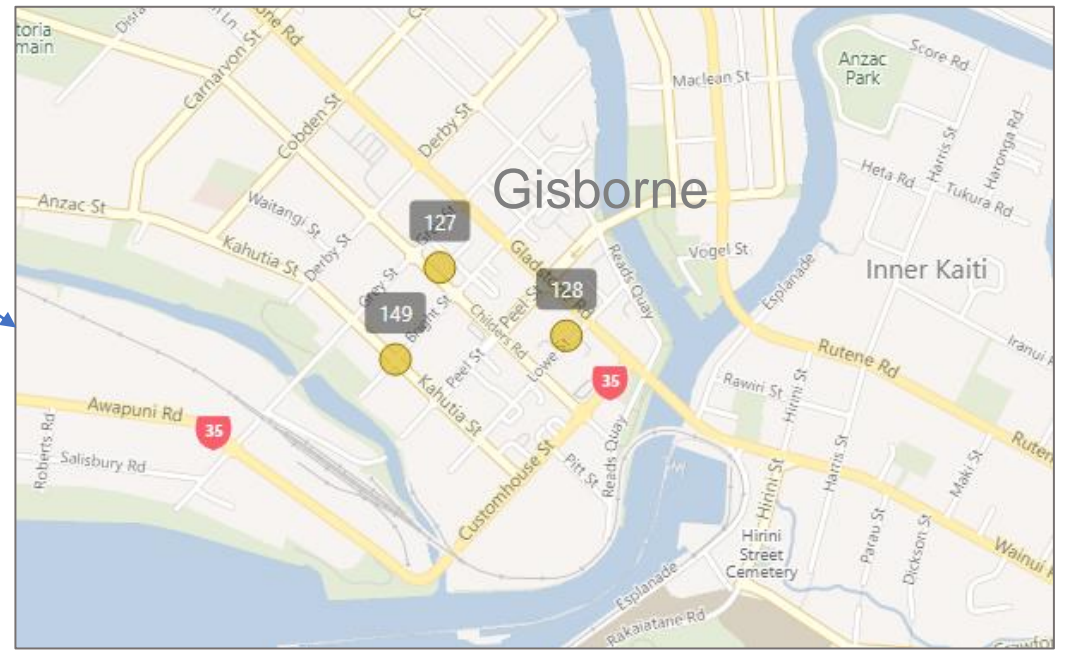 toria
main
Carnarvon St
Cobden St
Derby St
Maclean St
Anzac
Park
Score Rd
Harris St
Haronga Rd
Heta Rd
Tukura Rd
Gisborne
Anzac St
Waitangi St
Kahutia St
Derby St
127
Grey St
149
Bright St
128
Peel St
Childers Rd
Peel St
Lowe St
Reads Quay
Vogel St
Esplanade
Inner Kaiti
Rutene Rd
Iranui
Rawiri St
Hirini St
35
Awapuni Rd
35
Roberts Rd
Salisbury Rd
Kahutia St
Customhouse St
Pitt St
Reads Quay
Hirini St
Harris St
Maki St
Parau St
Dickson St
Wainui
Hirini
Street
Cemetery
Esplanade
Rakaiatane Rd